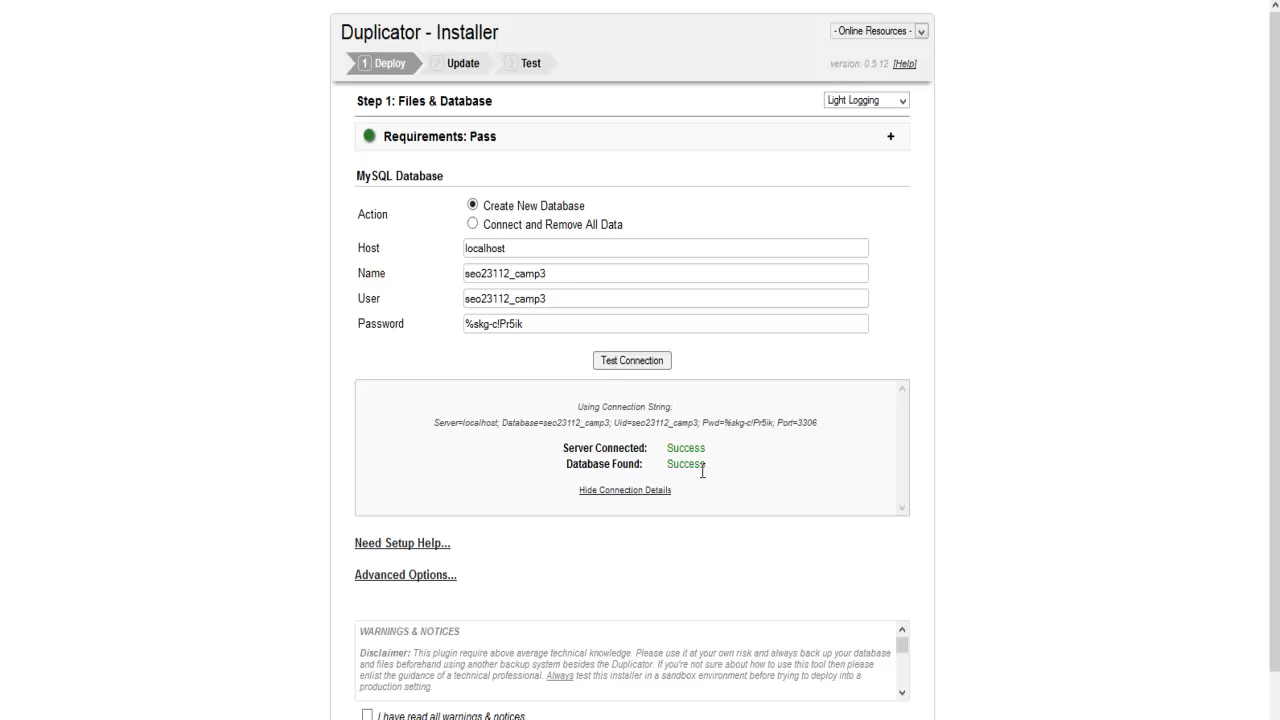 Duplicator - Installer
- Online Resources -
1 Deploy
2 Update
3 Test
version: 0.5.12 [Help]
Step 1: Files & Database
Light Logging
Requirements: Pass
+
MySQL Database
Action
Create New Database
Connect and Remove All Data
Host
localhost
Name
seo23112_camp3
User
seo23112_camp3
Password
%skg-c!Pr5ik
Test Connection
Using Connection String:
Server=localhost; Database=seo23112_camp3; Uid=seo23112_camp3; Pwd=%skg-c!Pr5ik; Port=3306
Server Connected: Success
Database Found: Success
Hide Connection Details
Need Setup Help...
Advanced Options...
WARNINGS & NOTICES
Disclaimer: This plugin require above average technical knowledge. Please use it at your own risk and always back up your database
and files beforehand using another backup system besides the Duplicator. If you're not sure about how to use this tool then please
enlist the guidance of a technical professional. Always test this installer in a sandbox environment before trying to deploy into a
production setting.
I have read all warnings & notices